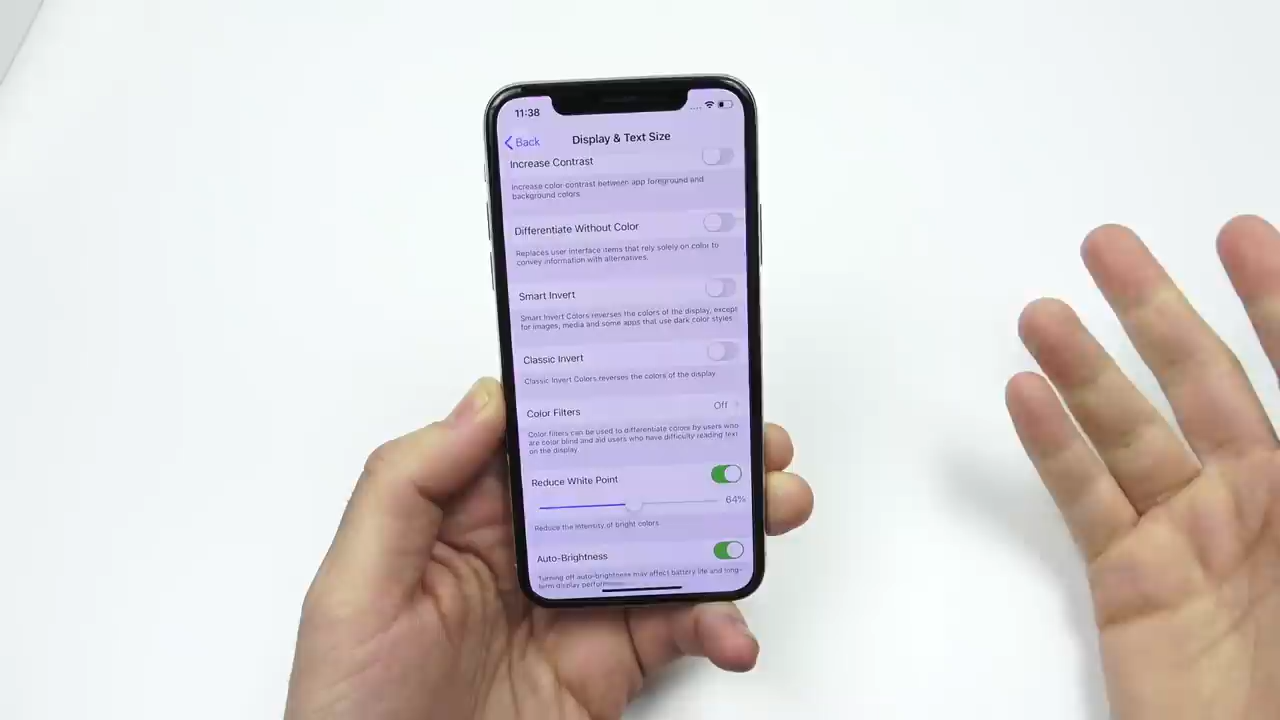 11:38
Back
Display & Text Size
Increase Contrast
Increase color contrast between app foreground and
background colors.
Differentiate Without Color
Replaces user interface items that rely solely on color to
convey information with alternatives.
Smart Invert
Smart Invert Colors reverses the colors of the display, except
for images, media and some apps that use dark color styles
Classic Invert
Classic Invert Colors reverses the colors of the display
Color Filters Off
Color filters can be used to differentiate colors by users who
are color blind and aid users who have difficulty reading text
on the display
Reduce White Point
64%
Reduce the intensity of bright colors.
Auto-Brightness
Turning off auto-brightness may affect battery life and long-
term display